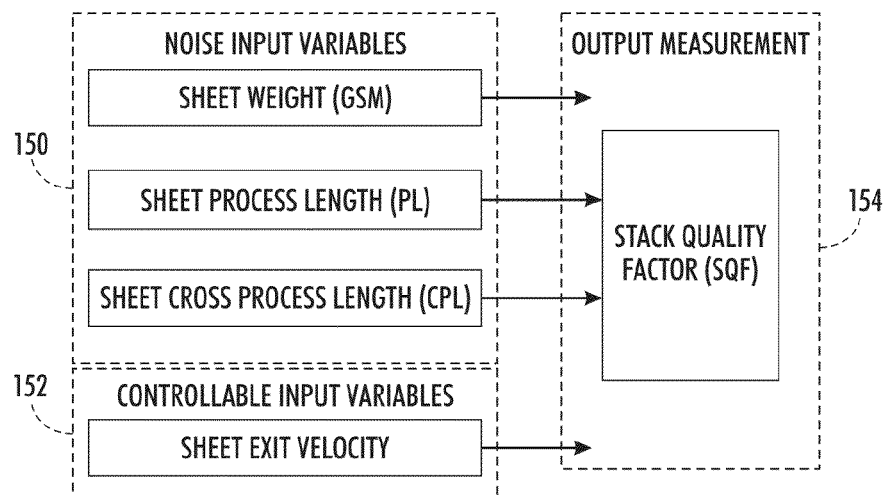 NOISE INPUT VARIABLES
SHEET WEIGHT (GSM)
150
SHEET PROCESS LENGTH (PL)
SHEET CROSS PROCESS LENGTH (CPL)
152
CONTROLLABLE INPUT VARIABLES
SHEET EXIT VELOCITY
OUTPUT MEASUREMENT
STACK QUALITY
FACTOR (SQF)
154